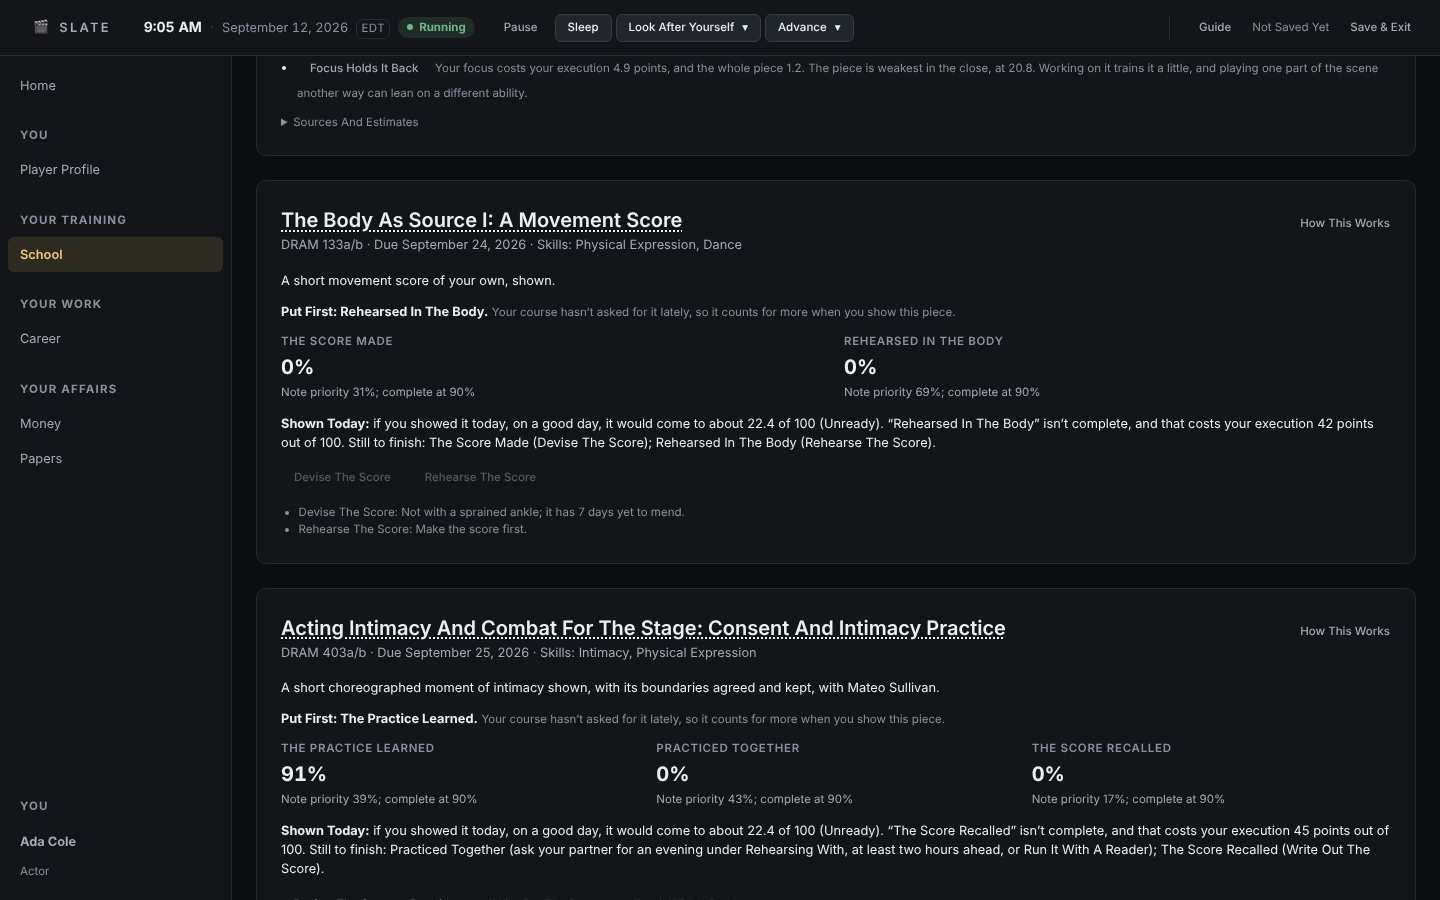 SLATE
9:05 AM · September 12, 2026 EDT Running Pause Sleep Look After Yourself ▾ Advance ▾ Guide Not Saved Yet Save & Exit
Home
YOU
Player Profile
YOUR TRAINING
School
YOUR WORK
Career
YOUR AFFAIRS
Money
Papers
YOU
Ada Cole
Actor
• Focus Holds It Back Your focus costs your execution 4.9 points, and the whole piece 1.2. The piece is weakest in the close, at 20.8. Working on it trains it a little, and playing one part of the scene
another way can lean on a different ability.
▶ Sources And Estimates
The Body As Source I: A Movement Score
How This Works
DRAM 133a/b · Due September 24, 2026 · Skills: Physical Expression, Dance
A short movement score of your own, shown.
Put First: Rehearsed In The Body. Your course hasn't asked for it lately, so it counts for more when you show this piece.
THE SCORE MADE
0%
Note priority 31%; complete at 90%
REHEARSED IN THE BODY
0%
Note priority 69%; complete at 90%
Shown Today: if you showed it today, on a good day, it would come to about 22.4 of 100 (Unready). “Rehearsed In The Body” isn't complete, and that costs your execution 42 points
out of 100. Still to finish: The Score Made (Devise The Score); Rehearsed In The Body (Rehearse The Score).
Devise The Score Rehearse The Score
• Devise The Score: Not with a sprained ankle; it has 7 days yet to mend.
• Rehearse The Score: Make the score first.
Acting Intimacy And Combat For The Stage: Consent And Intimacy Practice
How This Works
DRAM 403a/b · Due September 25, 2026 · Skills: Intimacy, Physical Expression
A short choreographed moment of intimacy shown, with its boundaries agreed and kept, with Mateo Sullivan.
Put First: The Practice Learned. Your course hasn't asked for it lately, so it counts for more when you show this piece.
THE PRACTICE LEARNED
91%
Note priority 39%; complete at 90%
PRACTICED TOGETHER
0%
Note priority 43%; complete at 90%
THE SCORE RECALLED
0%
Note priority 17%; complete at 90%
Shown Today: if you showed it today, on a good day, it would come to about 22.4 of 100 (Unready). “The Score Recalled” isn't complete, and that costs your execution 45 points out of
100. Still to finish: Practiced Together (ask your partner for an evening under Rehearsing With, at least two hours ahead, or Run It With A Reader); The Score Recalled (Write Out The
Score).